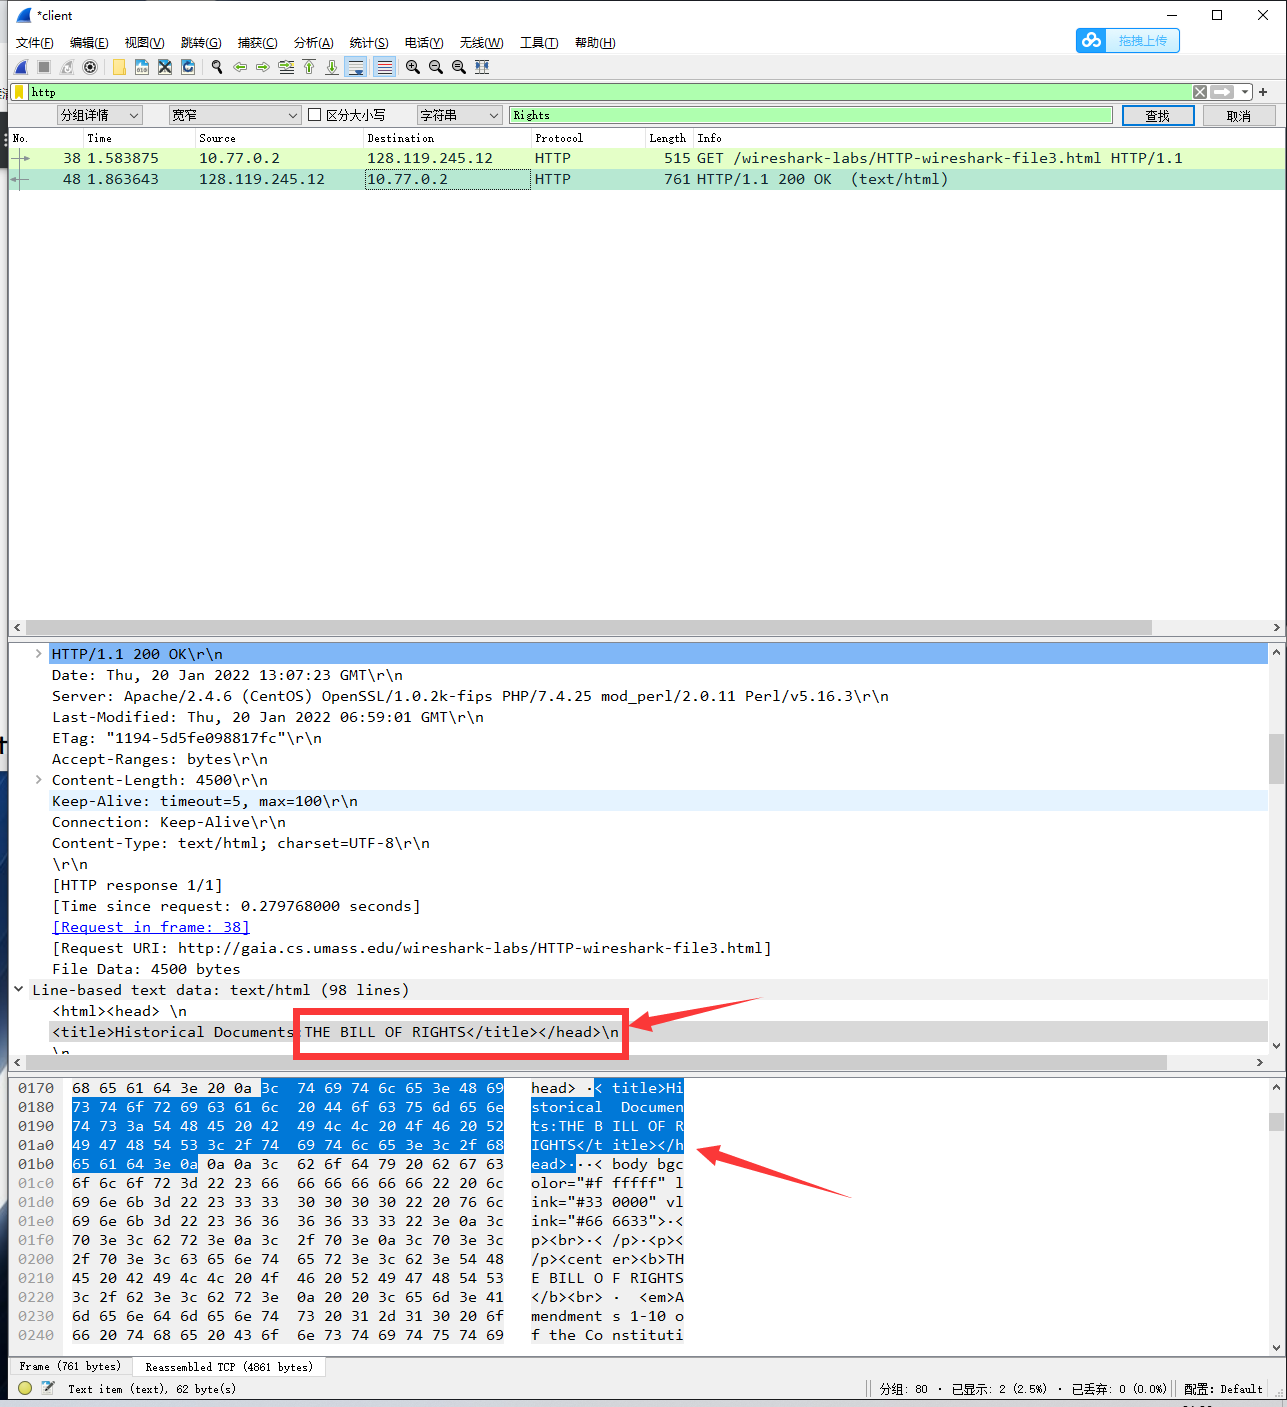 *client
文件(F) 编辑(E) 视图(V) 跳转(G) 捕获(C) 分析(A) 统计(S) 电话(Y) 无线(W) 工具(T) 帮助(H)
拖拽上传
http
分组详情 宽窄 区分大小写 字符串 Rights 查找 取消
No. Time Source Destination Protocol Length Info
38 1.583875 10.77.0.2 128.119.245.12 HTTP 515 GET /wireshark-labs/HTTP-wireshark-file3.html HTTP/1.1
48 1.863643 128.119.245.12 10.77.0.2 HTTP 761 HTTP/1.1 200 OK (text/html)
HTTP/1.1 200 OK\r\n
Date: Thu, 20 Jan 2022 13:07:23 GMT\r\n
Server: Apache/2.4.6 (CentOS) OpenSSL/1.0.2k-fips PHP/7.4.25 mod_perl/2.0.11 Perl/v5.16.3\r\n
Last-Modified: Thu, 20 Jan 2022 06:59:01 GMT\r\n
ETag: "1194-5d5fe098817fc"\r\n
Accept-Ranges: bytes\r\n
Content-Length: 4500\r\n
Keep-Alive: timeout=5, max=100\r\n
Connection: Keep-Alive\r\n
Content-Type: text/html; charset=UTF-8\r\n
\r\n
[HTTP response 1/1]
[Time since request: 0.279768000 seconds]
[Request in frame: 38]
[Request URI: http://gaia.cs.umass.edu/wireshark-labs/HTTP-wireshark-file3.html]
File Data: 4500 bytes
Line-based text data: text/html (98 lines)
<html><head> \n
<title>Historical Documents:THE BILL OF RIGHTS</title></head>\n
\n
0170 68 65 61 64 3e 20 0a 3c 74 69 74 6c 65 3e 48 69 head> ·< title>Hi
0180 73 74 6f 72 69 63 61 6c 20 44 6f 63 75 6d 65 6e storical Documen
0190 74 73 3a 54 48 45 20 42 49 4c 4c 20 4f 46 20 52 ts:THE B ILL OF R
01a0 49 47 48 54 53 3c 2f 74 69 74 6c 65 3e 3c 2f 68 IGHTS</t itle></h
01b0 65 61 64 3e 0a 0a 0a 3c 62 6f 64 79 20 62 67 63 ead>···< body bgc
01c0 6f 6c 6f 72 3d 22 23 66 66 66 66 66 66 22 20 6c olor="#f fffff" l
01d0 69 6e 6b 3d 22 23 33 33 30 30 30 30 22 20 76 6c ink="#33 0000" vl
01e0 69 6e 6b 3d 22 23 36 36 36 36 33 33 22 3e 0a 3c ink="#66 6633">·<
01f0 70 3e 3c 62 72 3e 0a 3c 2f 70 3e 0a 3c 70 3e 3c p><br>·< /p>·<p><
0200 2f 70 3e 3c 63 65 6e 74 65 72 3e 3c 62 3e 54 48 /p><cent er><b>TH
0210 45 20 42 49 4c 4c 20 4f 46 20 52 49 47 48 54 53 E BILL O F RIGHTS
0220 3c 2f 62 3e 3c 62 72 3e 0a 20 20 3c 65 6d 3e 41 </b><br> ·  <em>A
0230 6d 65 6e 64 6d 65 6e 74 73 20 31 2d 31 30 20 6f mendment s 1-10 o
0240 66 20 74 68 65 20 43 6f 6e 73 74 69 74 75 74 69 f the Co nstituti
Frame (761 bytes) Reassembled TCP (4861 bytes)
Text item (text), 62 byte(s) 分组: 80 · 已显示: 2 (2.5%) · 已丢弃: 0 (0.0%) 配置: Default